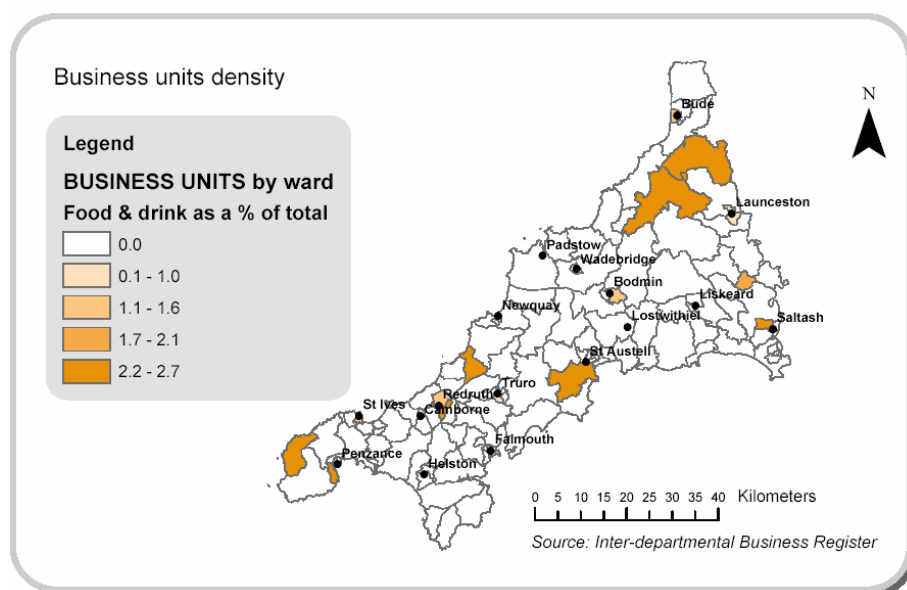 Business units density
Legend
BUSINESS UNITS by ward
Food & drink as a % of total
0.0
0.1 - 1.0
1.1 - 1.6
1.7 - 2.1
2.2 - 2.7
N
Bude
Launceston
Padstow
Wadebridge
Bodmin
Liskeard
Newquay
Lostwithiel
Saltash
St Austell
Truro
Redruth
St Ives
Camborne
Falmouth
Penzance
Helston
0 5 10 15 20 25 30 35 40 Kilometers
Source: Inter-departmental Business Register